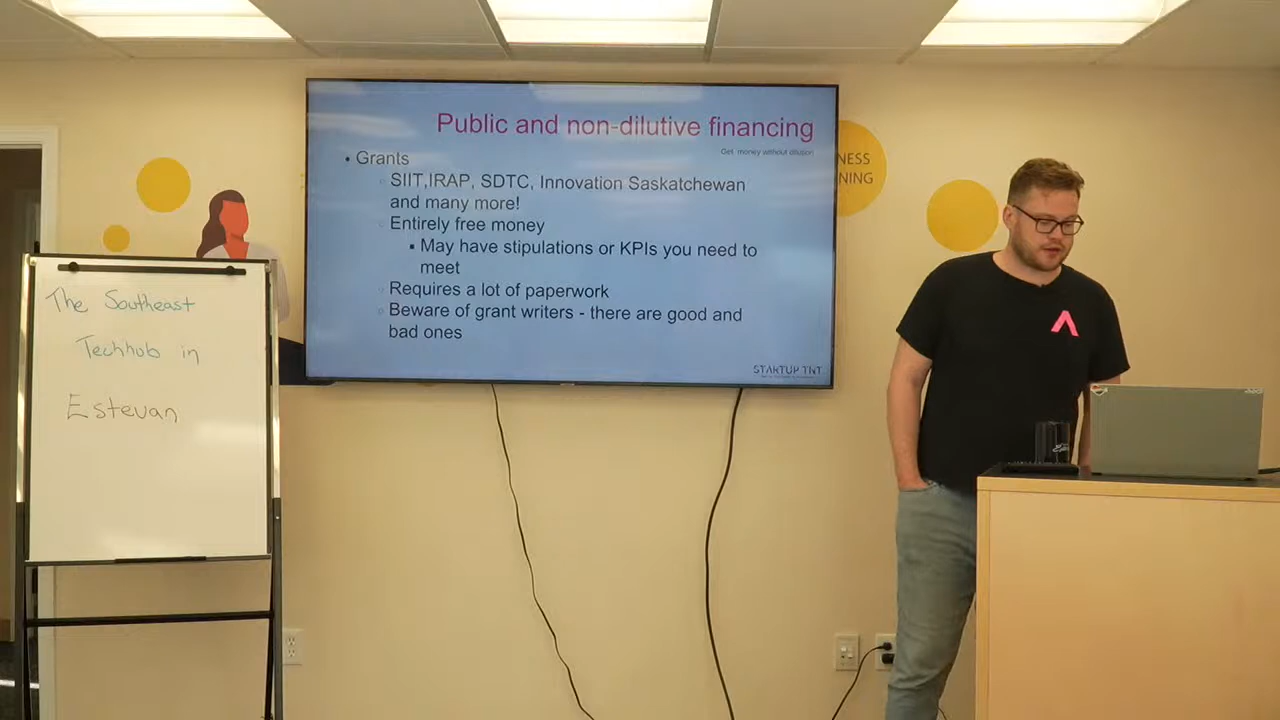 The Southeast
Techhub in
Estevan
Public and non-dilutive financing
Get money without dilution
• Grants
SIIT,IRAP, SDTC, Innovation Saskatchewan
and many more!
Entirely free money
▪ May have stipulations or KPIs you need to
meet
Requires a lot of paperwork
Beware of grant writers - there are good and
bad ones
STARTUP TNT
NESS
NING